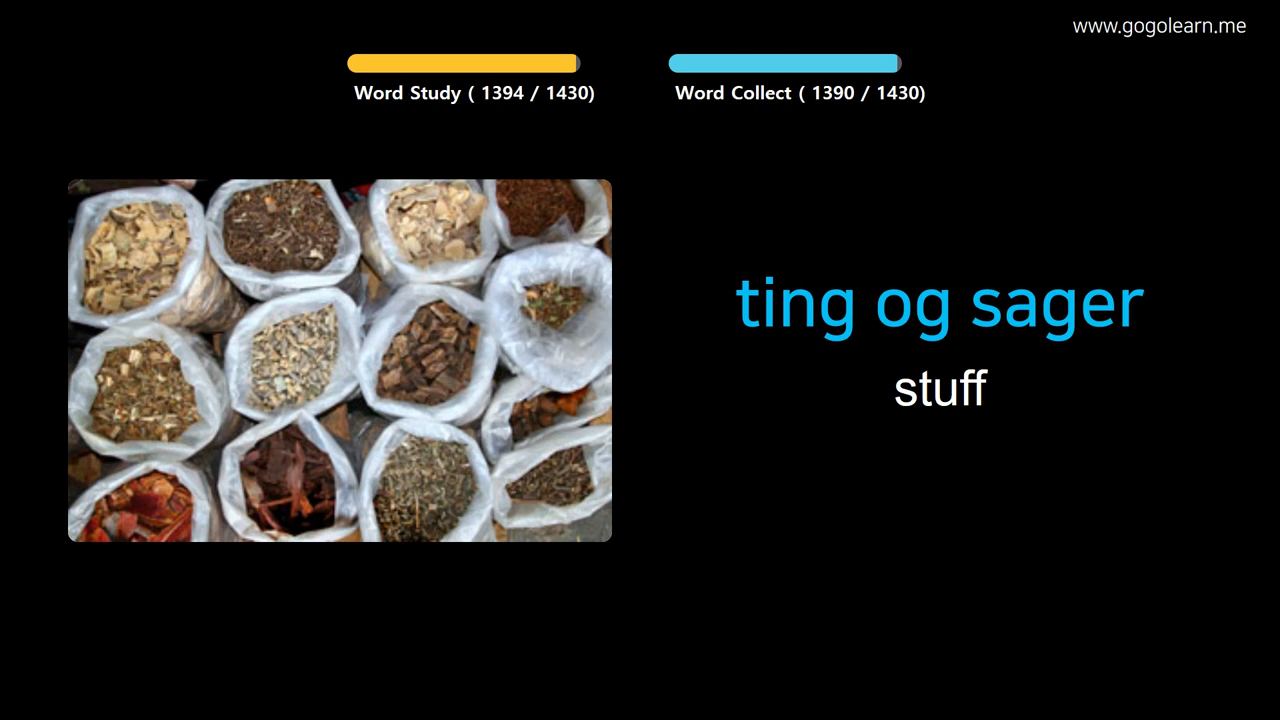 www.gogolearn.me
Word Study ( 1394 / 1430)
Word Collect ( 1390 / 1430)
ting og sager
stuff